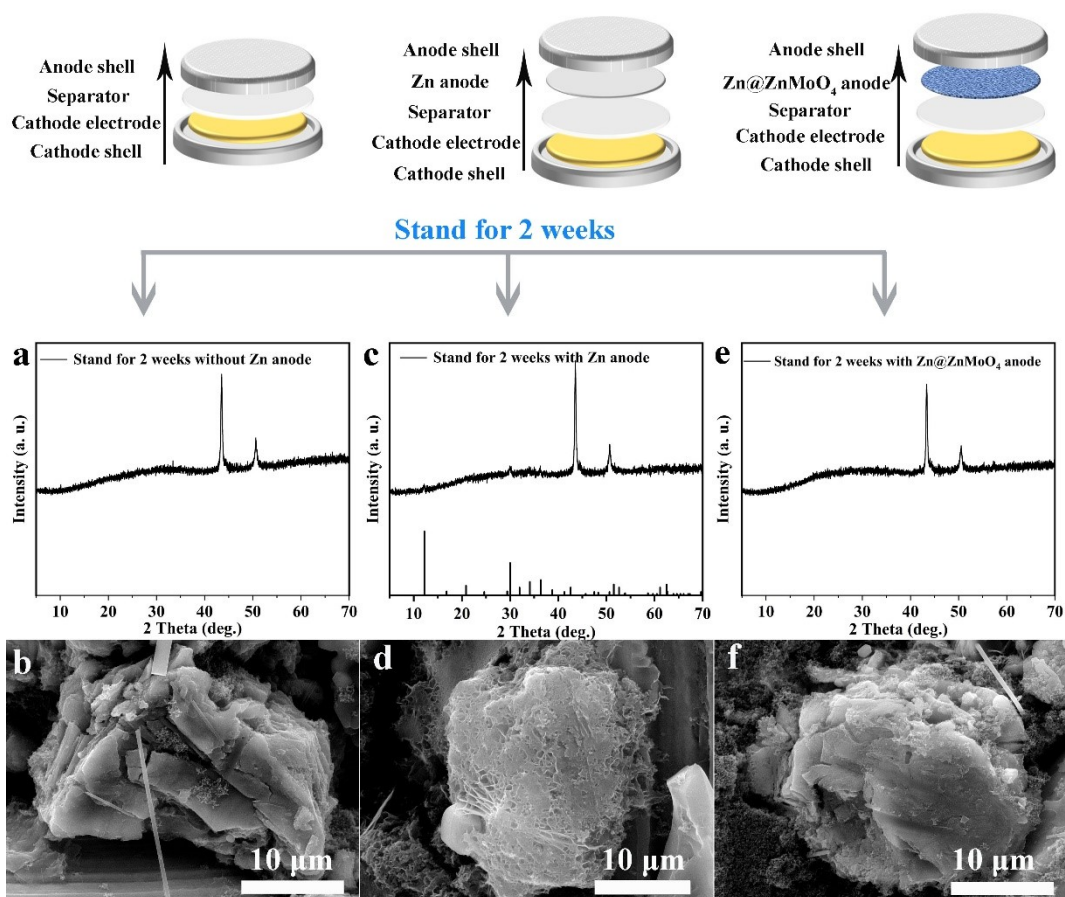 Anode shell
Separator
Cathode electrode
Cathode shell
Anode shell
Zn anode
Separator
Cathode electrode
Cathode shell
Anode shell
Zn@ZnMoO₄ anode
Separator
Cathode electrode
Cathode shell
Stand for 2 weeks
a
Stand for 2 weeks without Zn anode
Intensity (a. u.)
10 20 30 40 50 60 70
2 Theta (deg.)
c
Stand for 2 weeks with Zn anode
Intensity (a. u.)
10 20 30 40 50 60 70
2 Theta (deg.)
e
Stand for 2 weeks with Zn@ZnMoO₄ anode
Intensity (a. u.)
10 20 30 40 50 60 70
2 Theta (deg.)
b
10 μm
d
10 μm
f
10 μm